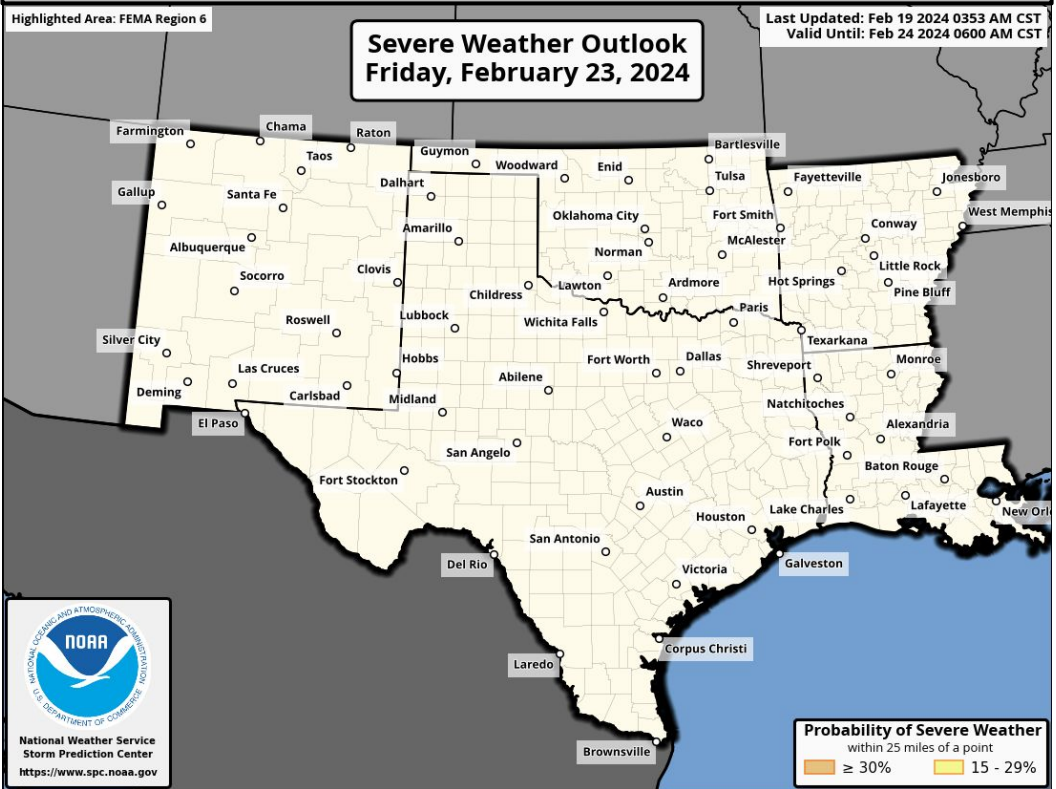 Highlighted Area: FEMA Region 6
Severe Weather Outlook
Friday, February 23, 2024
Last Updated: Feb 19 2024 0353 AM CST
Valid Until: Feb 24 2024 0600 AM CST
Farmington
Chama
Raton
Taos
Guymon
Woodward
Enid
Bartlesville
Tulsa
Fayetteville
Jonesboro
Gallup
Santa Fe
Dalhart
Amarillo
Oklahoma City
Norman
Fort Smith
McAlester
Conway
West Memphis
Albuquerque
Socorro
Clovis
Childress
Lawton
Ardmore
Hot Springs
Little Rock
Pine Bluff
Roswell
Lubbock
Wichita Falls
Paris
Texarkana
Silver City
Las Cruces
Hobbs
Fort Worth
Dallas
Shreveport
Monroe
Deming
Carlsbad
Midland
Abilene
Natchitoches
El Paso
San Angelo
Waco
Fort Polk
Alexandria
Fort Stockton
Austin
Baton Rouge
Houston
Lake Charles
Lafayette
New Orl
San Antonio
Del Rio
Victoria
Galveston
Laredo
Corpus Christi
Brownsville
NATIONAL OCEANIC AND ATMOSPHERIC ADMINISTRATION
NOAA
U.S. DEPARTMENT OF COMMERCE
National Weather Service
Storm Prediction Center
https://www.spc.noaa.gov
Probability of Severe Weather
within 25 miles of a point
≥ 30%
15 - 29%